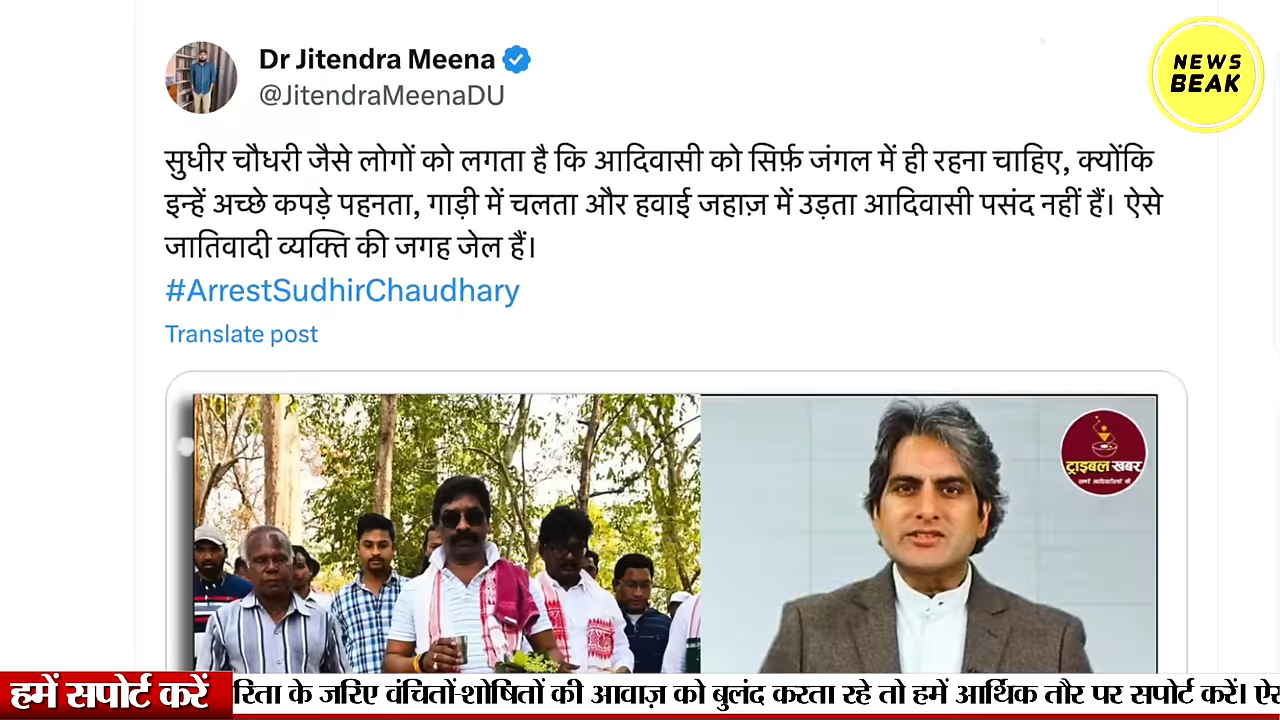 Dr Jitendra Meena
@JitendraMeenaDU
NEWS
BEAK
सुधीर चौधरी जैसे लोगों को लगता है कि आदिवासी को सिर्फ़ जंगल में ही रहना चाहिए, क्योंकि
इन्हें अच्छे कपड़े पहनता, गाड़ी में चलता और हवाई जहाज़ में उड़ता आदिवासी पसंद नहीं हैं। ऐसे
जातिवादी व्यक्ति की जगह जेल हैं।
#ArrestSudhirChaudhary
Translate post
ट्राइबल खबर
हमें सपोर्ट करें
रिता के जरिए वंचितों-शोषितों की आवाज़ को बुलंद करता रहे तो हमें आर्थिक तौर पर सपोर्ट करें। ऐस